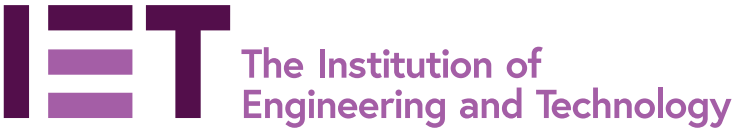 IET
The Institution of
Engineering and Technology